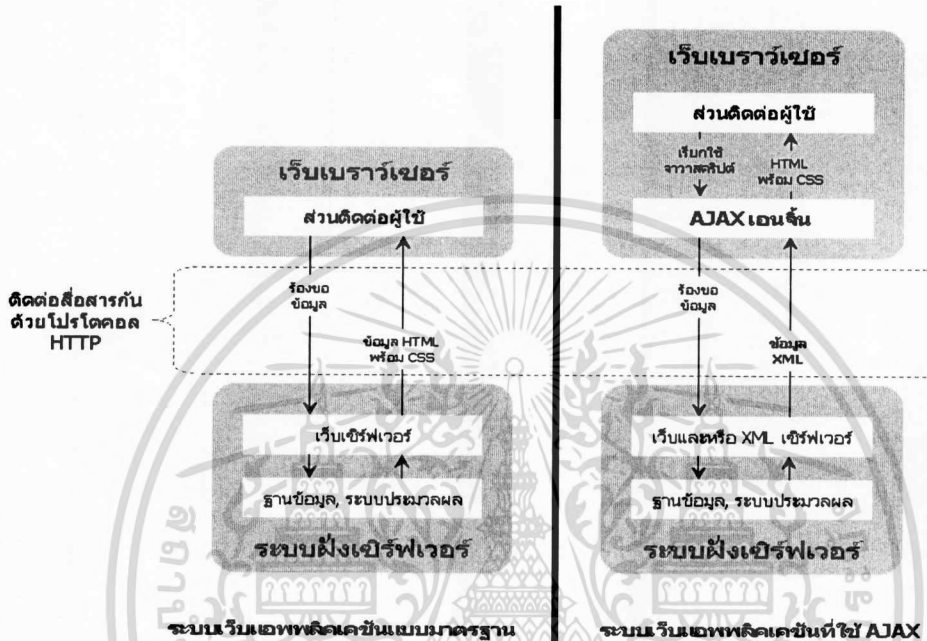 เว็บเบราว์เซอร์
ส่วนติดต่อผู้ใช้
ร้องขอ
ข้อมูล
ข้อมูล HTML
พร้อม CSS
ติดต่อสื่อสารกัน
ด้วยโปรโตคอล
HTTP
เว็บเซิร์ฟเวอร์
ฐานข้อมูล, ระบบประมวลผล
ระบบฝั่งเซิร์ฟเวอร์
ระบบเว็บแอพพลิเคชันแบบมาตรฐาน
เว็บเบราว์เซอร์
ส่วนติดต่อผู้ใช้
เรียกใช้
จาวาสคริปต์
HTML
พร้อม CSS
AJAX เอนจิ้น
ร้องขอ
ข้อมูล
ข้อมูล
XML
เว็บและหรือ XML เซิร์ฟเวอร์
ฐานข้อมูล, ระบบประมวลผล
ระบบฝั่งเซิร์ฟเวอร์
ระบบเว็บแอพพลิเคชันที่ใช้ AJAX